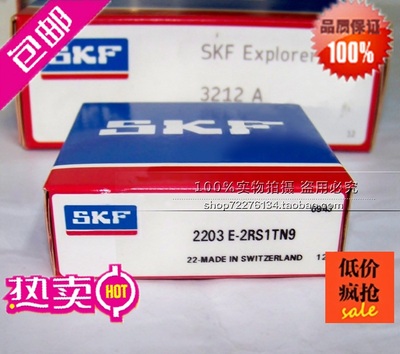 包邮
品质保证
100%
SKF
SKF Explorer
3212 A
32
SKF
100%实物拍摄 盗用必究
shop72276134.taobao.com
SKF
2203 E-2RS1TN9
22-MADE IN SWITZERLAND
12
热卖 HOT
低价
疯抢
sale